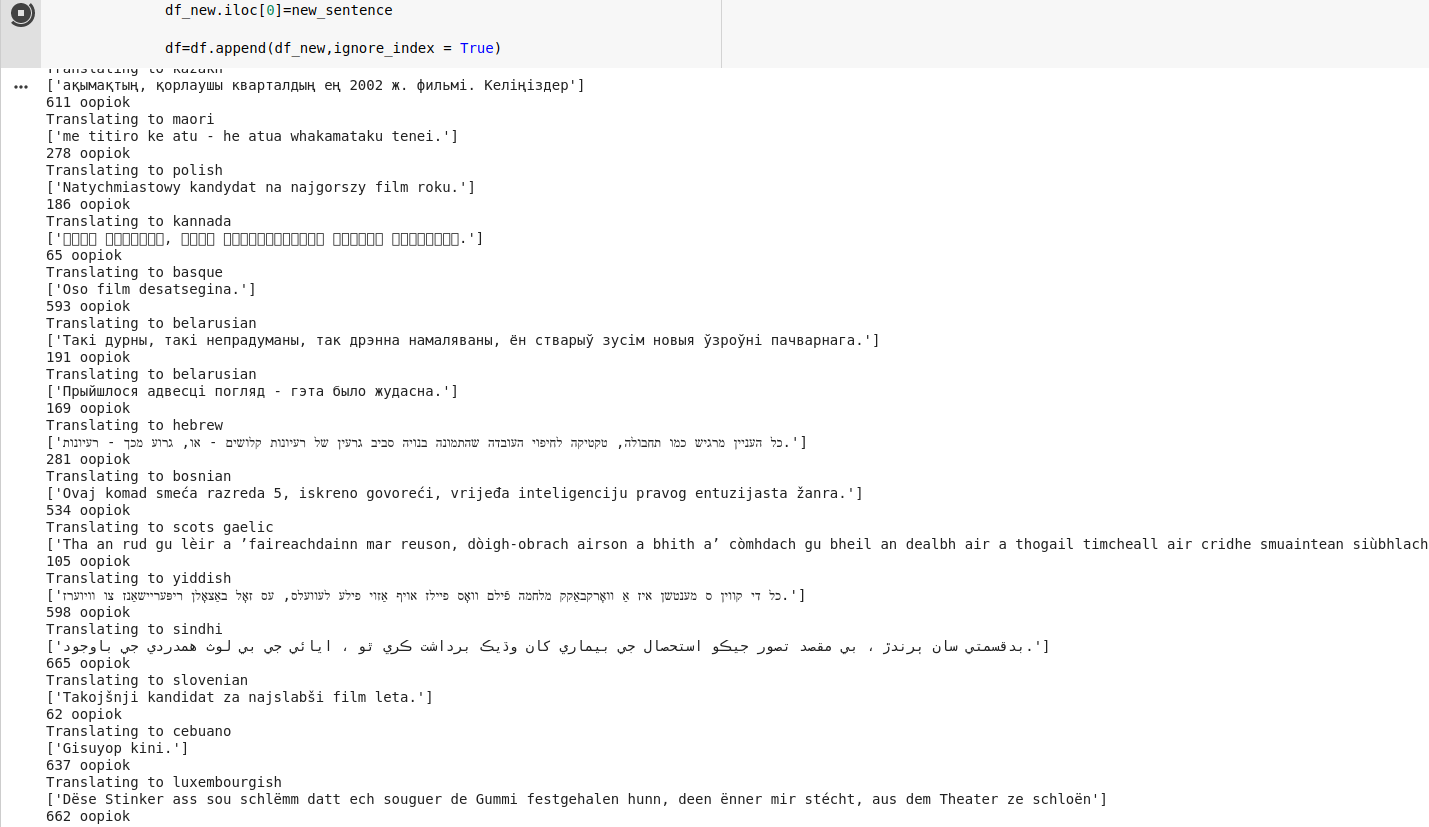 df_new.iloc[0]=new_sentence
df=df.append(df_new,ignore_index = True)
Translating to kazakh
['ақымақтың, қорлаушы кварталдың ең 2002 ж. фильмі. Келіңіздер']
611 oopiok
Translating to maori
['me titiro ke atu - he atua whakamataku tenei.']
278 oopiok
Translating to polish
['Natychmiastowy kandydat na najgorszy film roku.']
186 oopiok
Translating to kannada
65 oopiok
Translating to basque
['Oso film desatsegina.']
593 oopiok
Translating to belarusian
['Такі дурны, такі непрадуманы, так дрэнна намаляваны, ён стварыў зусім новыя ўзроўні пачварнага.']
191 oopiok
Translating to belarusian
['Прыйшлося адвесці погляд - гэта было жудасна.']
169 oopiok
Translating to hebrew
['כל העניין מרגיש כמו תחבולה, טקטיקה לחיפוי העובדה שהתמונה בנויה סביב גרעין של רעיונות קלושים - או, גרוע מכך - רעיונות.']
281 oopiok
Translating to bosnian
['Ovaj komad smeća razreda 5, iskreno govoreći, vrijeđa inteligenciju pravog entuzijasta žanra.']
534 oopiok
Translating to scots gaelic
['Tha an rud gu lèir a ’faireachdainn mar reuson, dòigh-obrach airson a bhith a’ còmhdach gu bheil an dealbh air a thogail timcheall air cridhe smuaintean siùbhlach
105 oopiok
Translating to yiddish
['כל די קווין ס מענטשן איז אַ וואָרקבאַקק מלחמה פֿילם וואָס פיילז אויף אַזוי פילע לעוועלס, עס זאָל באַצאָלן ריפּעריישאַנז צו וויוערז.']
598 oopiok
Translating to sindhi
['بدقسمتي سان ٻرندڙ ، بي مقصد تصور جيڪو استحصال جي بيماري کان وڌيڪ برداشت ڪري ٿو ، ايائي جي بي لوث همدردي جي باوجود.']
665 oopiok
Translating to slovenian
['Takojšnji kandidat za najslabši film leta.']
62 oopiok
Translating to cebuano
['Gisuyop kini.']
637 oopiok
Translating to luxembourgish
['Dëse Stinker ass sou schlëmm datt ech souguer de Gummi festgehalen hunn, deen ënner mir stécht, aus dem Theater ze schloën']
662 oopiok